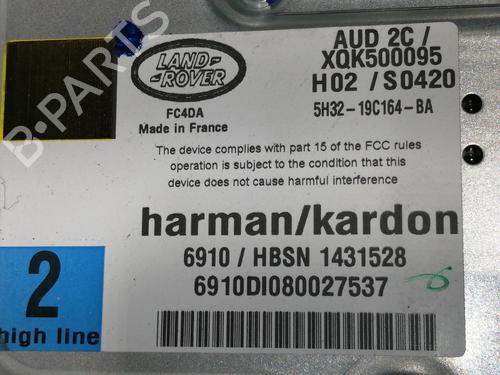 LAND-
ROVER
FC4DA
Made in France
AUD 2C /
XQK500095
H02 / S0420
5H32-19C164-BA
The device complies with part 15 of the FCC rules
operation is subject to the condition that this
device does not cause harmful interference
harman/kardon
6910 / HBSN 1431528
6910DI080027537
2
high line
B-PARTS